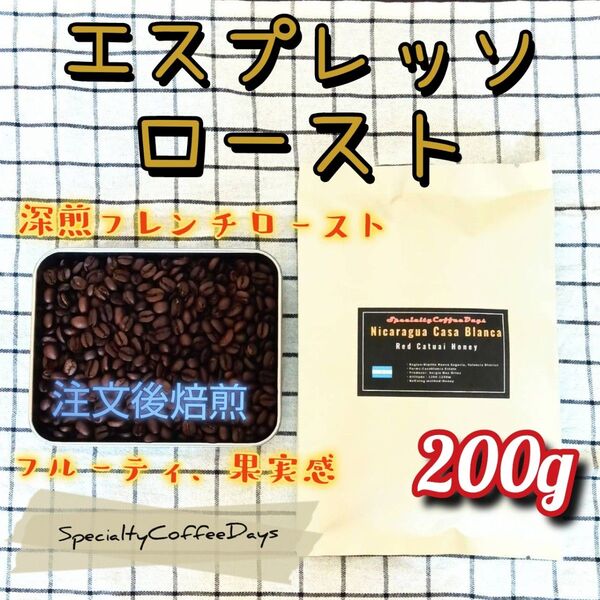 エスプレッソ
ロースト
深煎フレンチロースト
SpecialtyCoffeeDays
Nicaragua Casa Blanca
Red Catuai Honey
注文後焙煎
フルーティ、果実感
200g
SpecialtyCoffeeDays